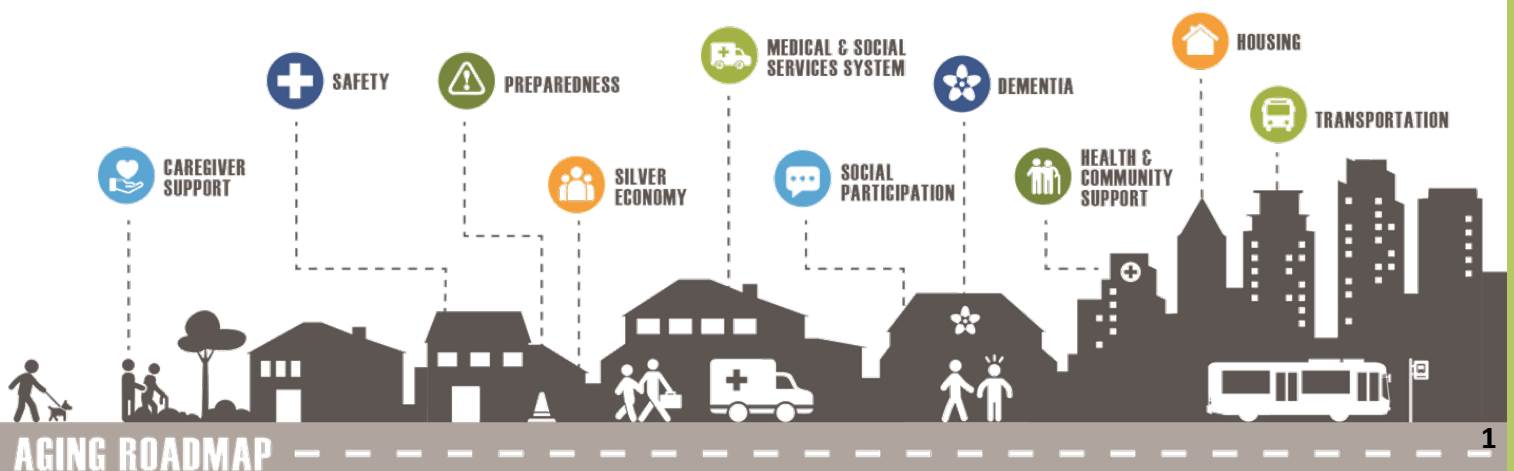 CAREGIVER
SUPPORT
SAFETY
PREPAREDNESS
SILVER
ECONOMY
MEDICAL & SOCIAL
SERVICES SYSTEM
SOCIAL
PARTICIPATION
DEMENTIA
HEALTH &
COMMUNITY
SUPPORT
HOUSING
TRANSPORTATION
AGING ROADMAP
1